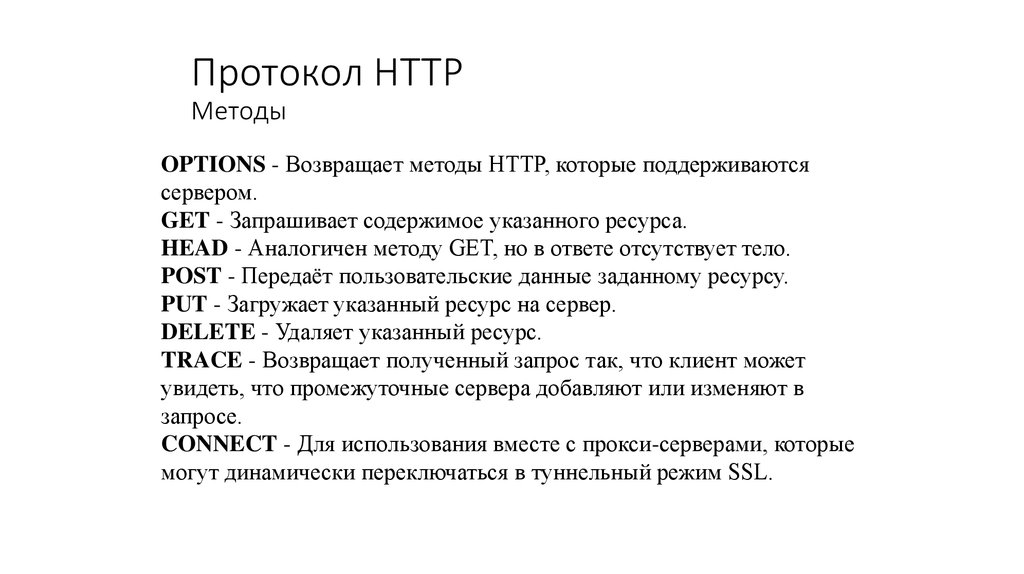 Протокол HTTP
Методы
OPTIONS - Возвращает методы HTTP, которые поддерживаются
сервером.
GET - Запрашивает содержимое указанного ресурса.
HEAD - Аналогичен методу GET, но в ответе отсутствует тело.
POST - Передаёт пользовательские данные заданному ресурсу.
PUT - Загружает указанный ресурс на сервер.
DELETE - Удаляет указанный ресурс.
TRACE - Возвращает полученный запрос так, что клиент может
увидеть, что промежуточные сервера добавляют или изменяют в
запросе.
CONNECT - Для использования вместе с прокси-серверами, которые
могут динамически переключаться в туннельный режим SSL.